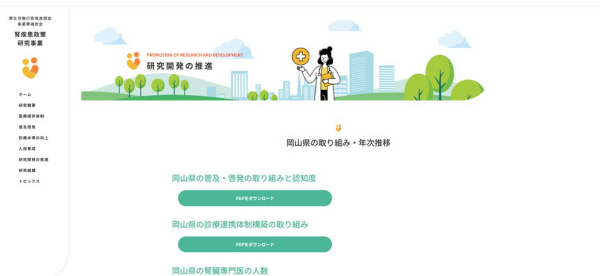 厚生労働行政推進調査
事業費補助金
腎疾患政策
研究事業
ホーム
研究概要
医療提供体制
普及啓発
診療水準の向上
人材育成
研究開発の推進
研究組織
トピックス
PROMOTION OF RESEARCH AND DEVELOPMENT
研究開発の推進
岡山県の取り組み・年次推移
岡山県の普及・啓発の取り組みと認知度
PDFをダウンロード
岡山県の診療連携体制構築の取り組み
PDFをダウンロード
岡山県の腎臓専門医の人数